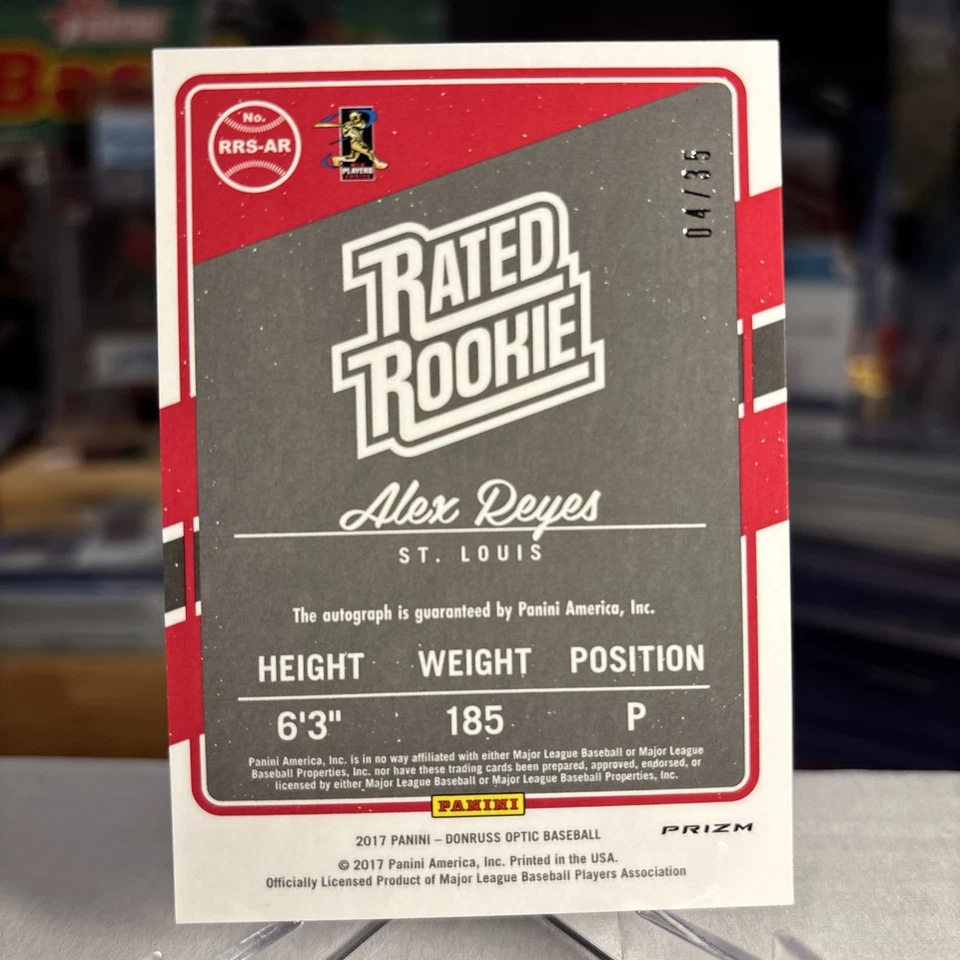 Bas
No.
RRS-AR
PLAYERS
04/35
RATED
ROOKIE
Alex Reyes
ST. LOUIS
The autograph is guaranteed by Panini America, Inc.
HEIGHT WEIGHT POSITION
6'3" 185 P
Panini America, Inc. is in no way affiliated with either Major League Baseball or Major League
Baseball Properties, Inc. nor have these trading cards been prepared, approved, endorsed, or
licensed by either Major League Baseball or Major League Baseball Properties, Inc.
PANINI
PRIZM
2017 PANINI – DONRUSS OPTIC BASEBALL
© 2017 Panini America, Inc. Printed in the USA.
Officially Licensed Product of Major League Baseball Players Association